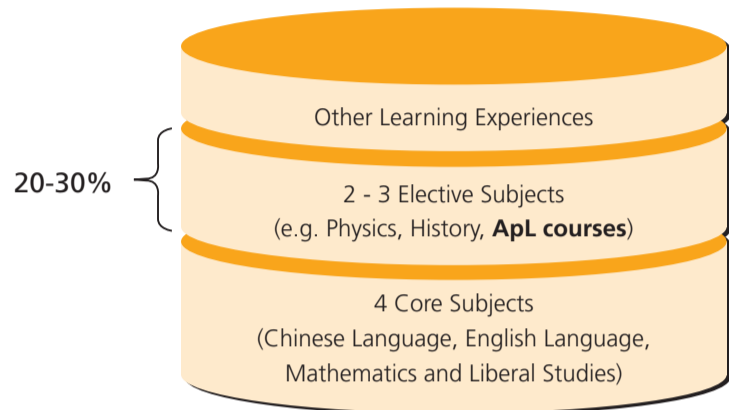 Other Learning Experiences
20-30%
2 - 3 Elective Subjects
(e.g. Physics, History, ApL courses)
4 Core Subjects
(Chinese Language, English Language,
Mathematics and Liberal Studies)